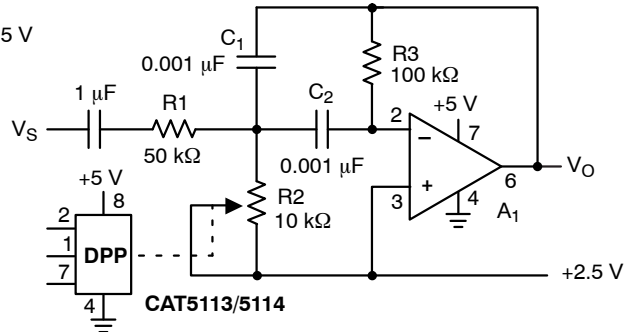 5 V
C1
0.001 μF
R3
100 kΩ
1 μF
R1
C2
+5 V
VS
50 kΩ
0.001 μF
2
7
–
+
3
6
4
VO
A1
+5 V
8
R2
10 kΩ
2
1
7
DPP
4
CAT5113/5114
+2.5 V